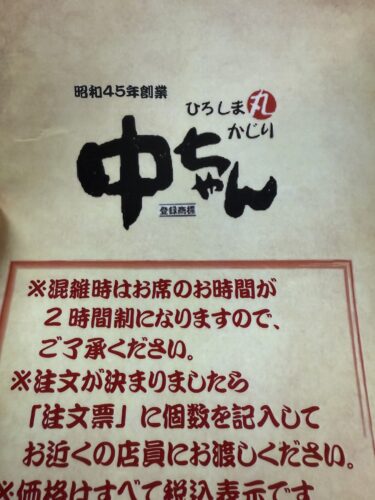 昭和45年創業
ひろしま丸
かじり
中ちゃん
登録商標
※混雑時はお席のお時間が
2時間制になりますので、
ご了承ください。
※注文が決まりましたら
「注文票」に個数を記入して
お近くの店員にお渡しください。
※価格はすべて税込表示です